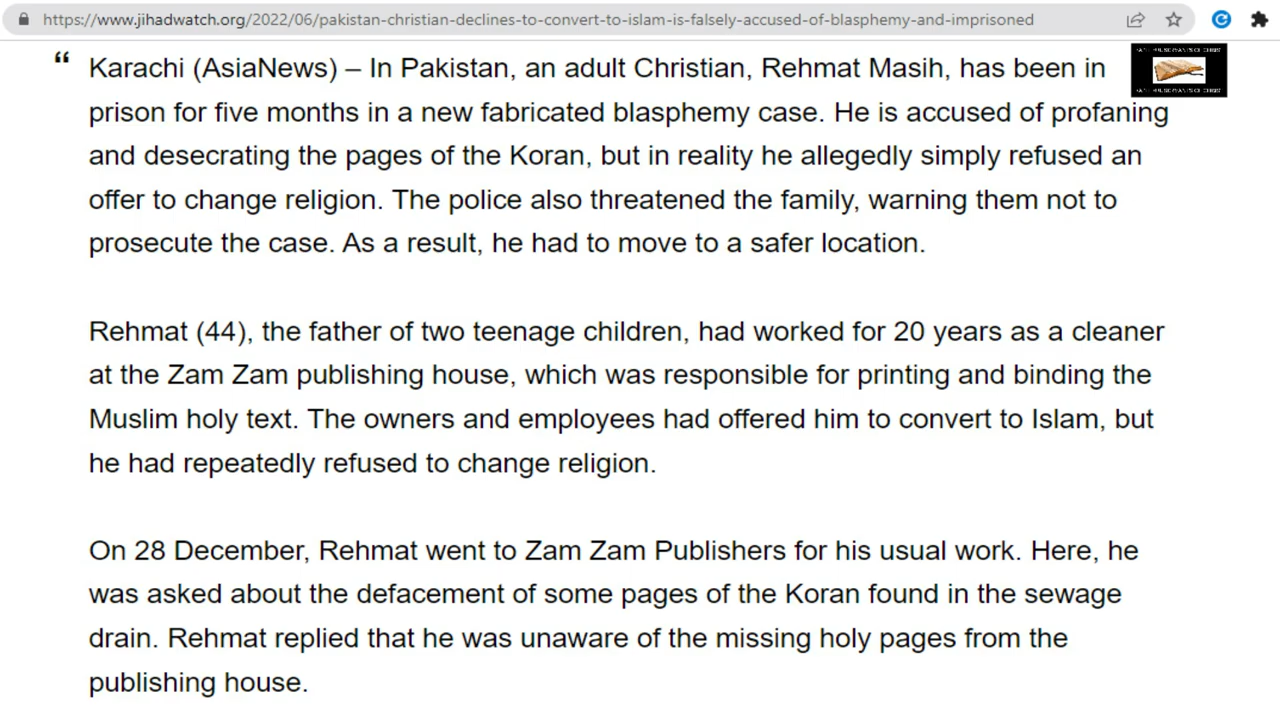 https://www.jihadwatch.org/2022/06/pakistan-christian-declines-to-convert-to-islam-is-falsely-accused-of-blasphemy-and-imprisoned
“ Karachi (AsiaNews) – In Pakistan, an adult Christian, Rehmat Masih, has been in
prison for five months in a new fabricated blasphemy case. He is accused of profaning
and desecrating the pages of the Koran, but in reality he allegedly simply refused an
offer to change religion. The police also threatened the family, warning them not to
prosecute the case. As a result, he had to move to a safer location.
Rehmat (44), the father of two teenage children, had worked for 20 years as a cleaner
at the Zam Zam publishing house, which was responsible for printing and binding the
Muslim holy text. The owners and employees had offered him to convert to Islam, but
he had repeatedly refused to change religion.
On 28 December, Rehmat went to Zam Zam Publishers for his usual work. Here, he
was asked about the defacement of some pages of the Koran found in the sewage
drain. Rehmat replied that he was unaware of the missing holy pages from the
publishing house.